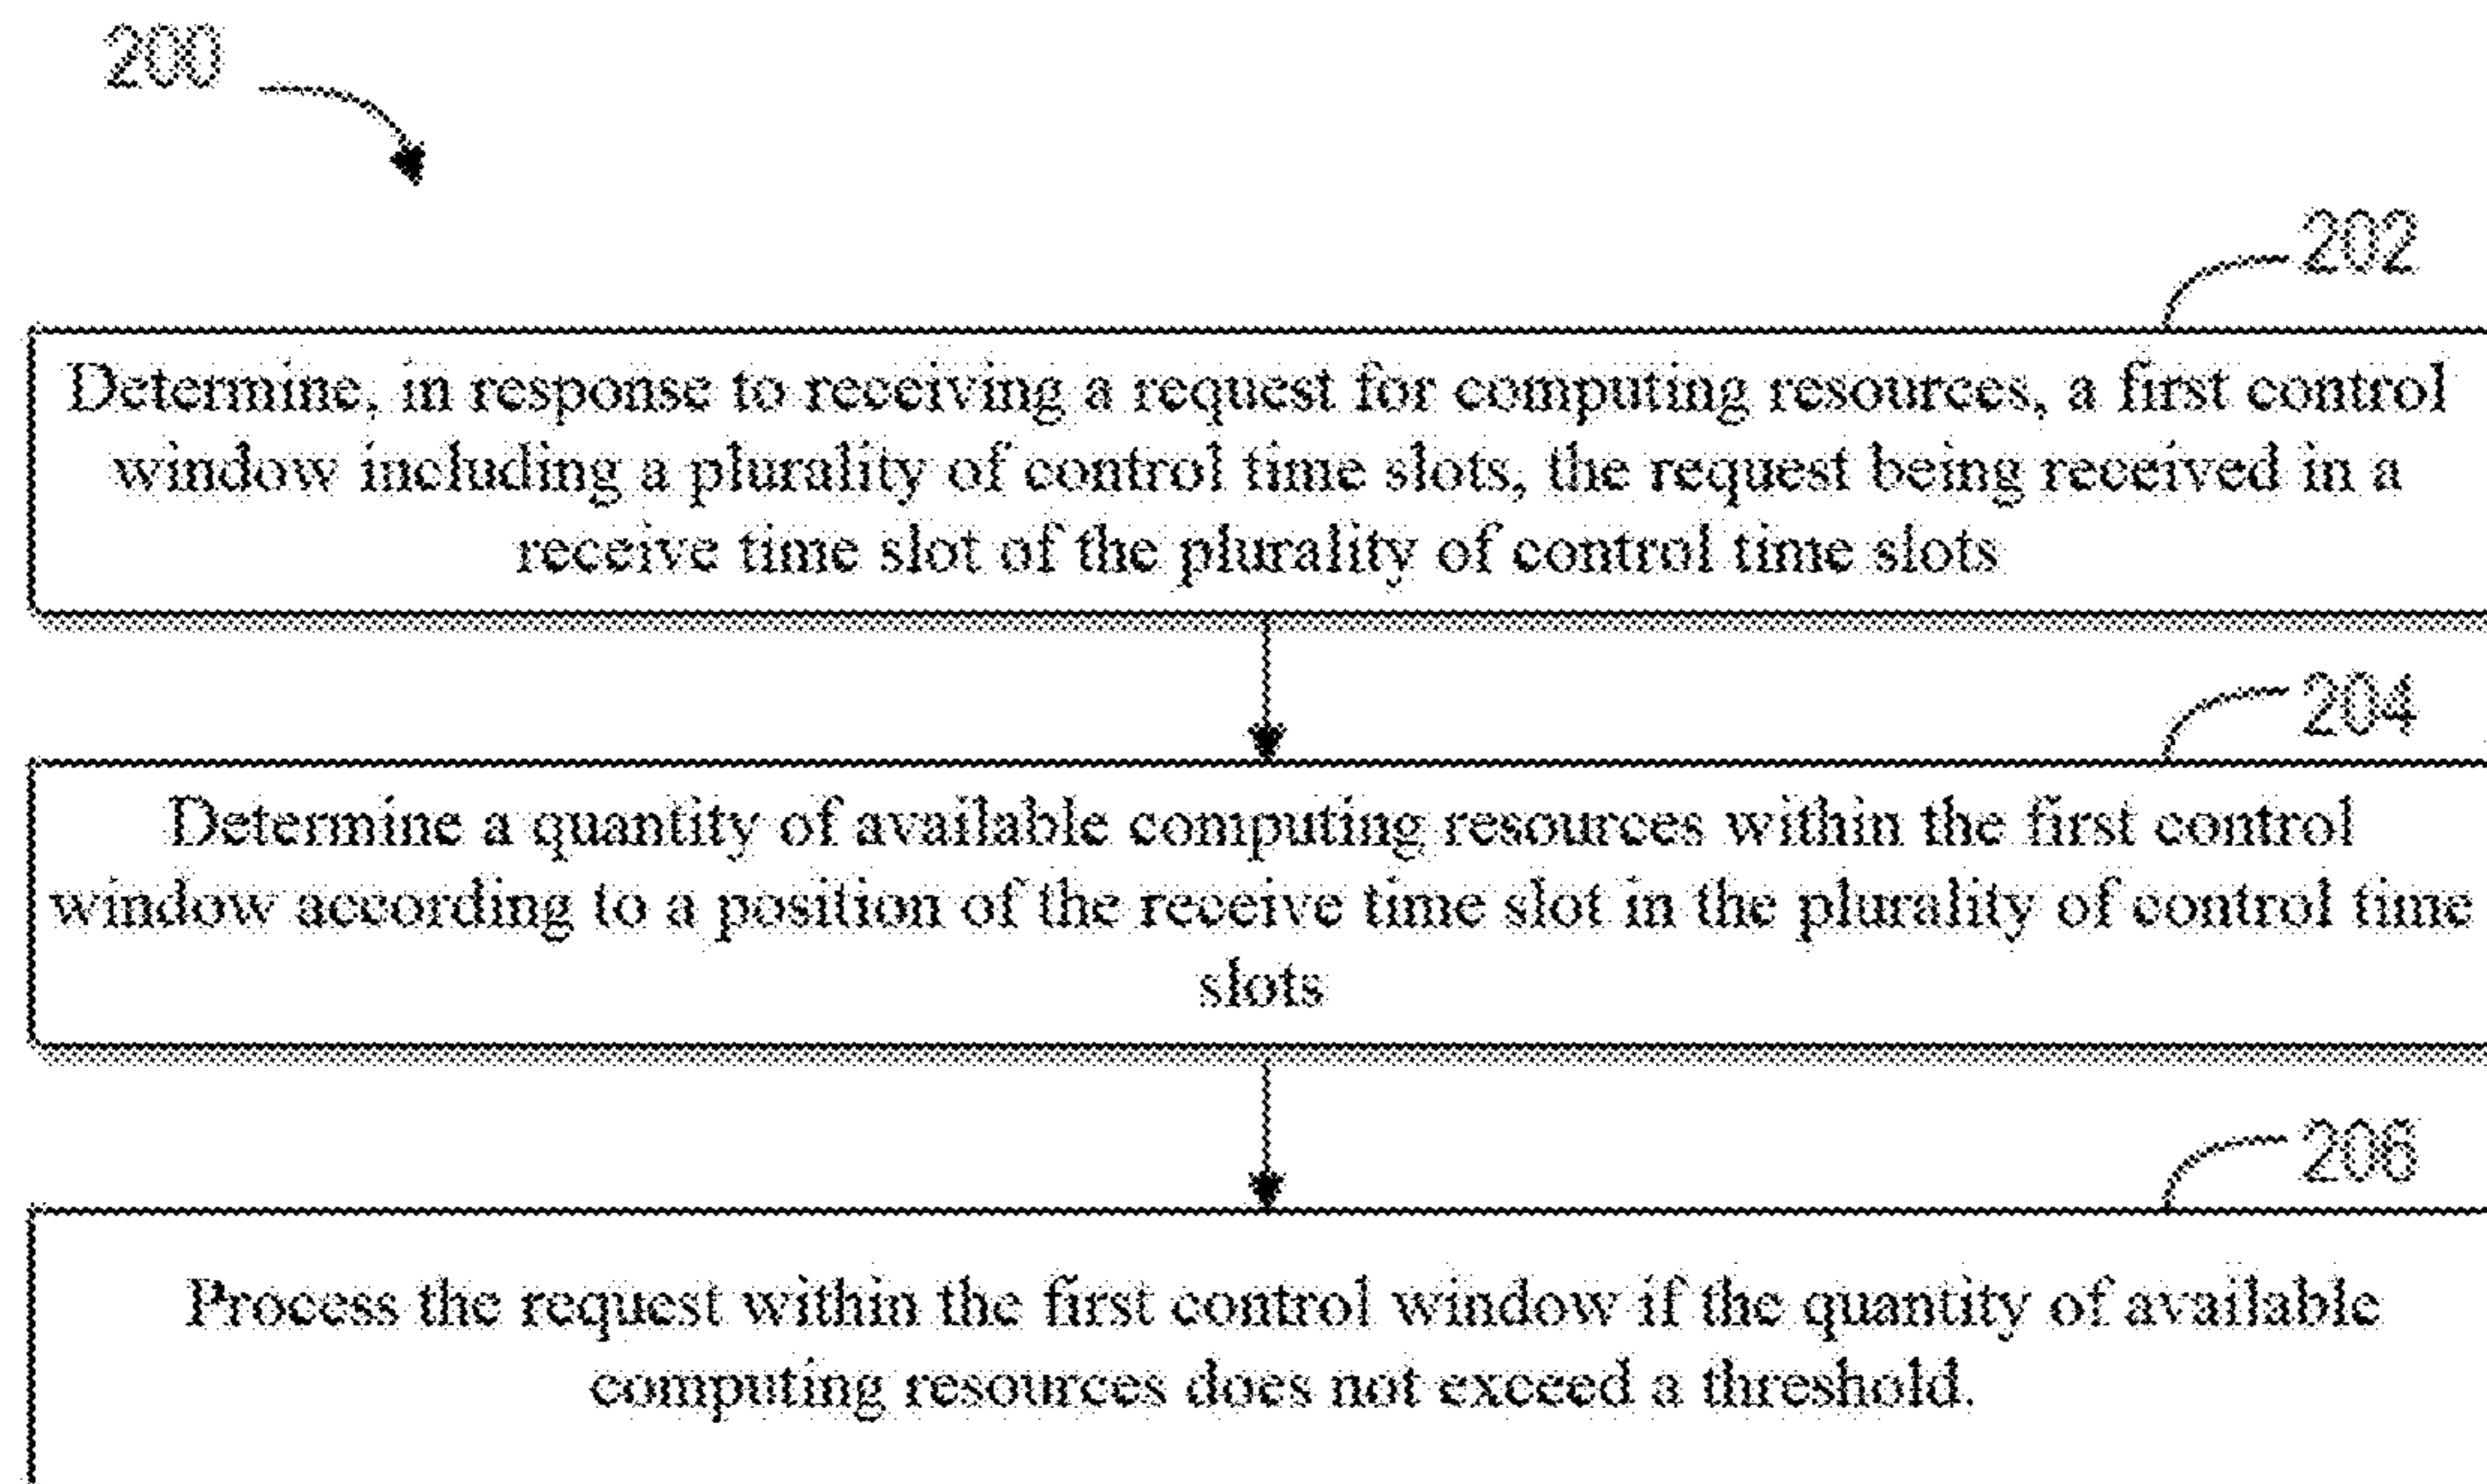 200
202
Determine, in response to receiving a request for computing resources, a first control
window including a plurality of control time slots, the request being received in a
receive time slot of the plurality of control time slots
204
Determine a quantity of available computing resources within the first control
window according to a position of the receive time slot in the plurality of control time
slots
206
Process the request within the first control window if the quantity of available
computing resources does not exceed a threshold.